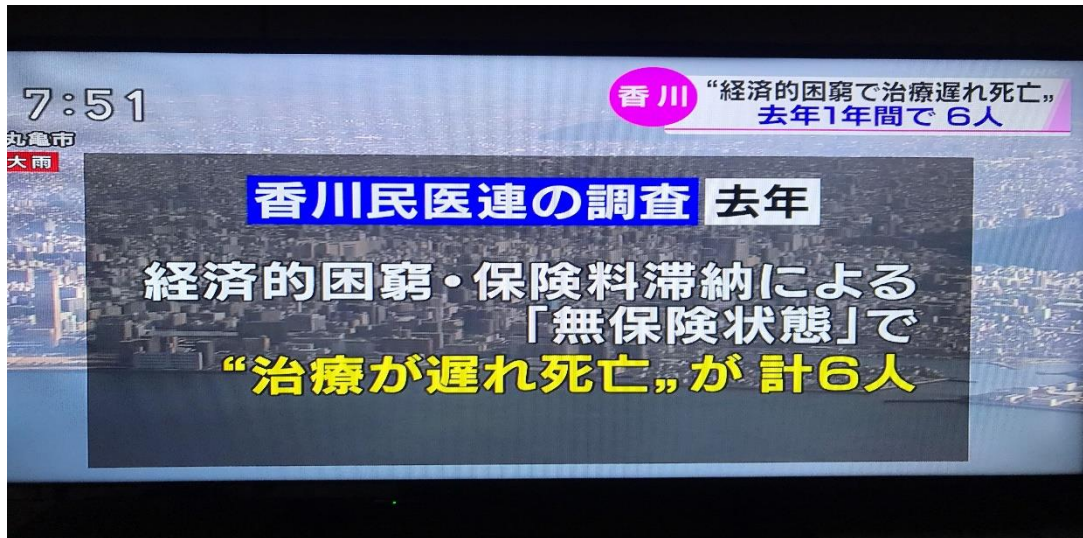 7:51
丸亀市
大雨
香川
“経済的困窮で治療遅れ死亡„
去年1年間で 6人
香川民医連の調査 去年
経済的困窮・保険料滞納による
「無保険状態」で
“治療が遅れ死亡„が 計6人